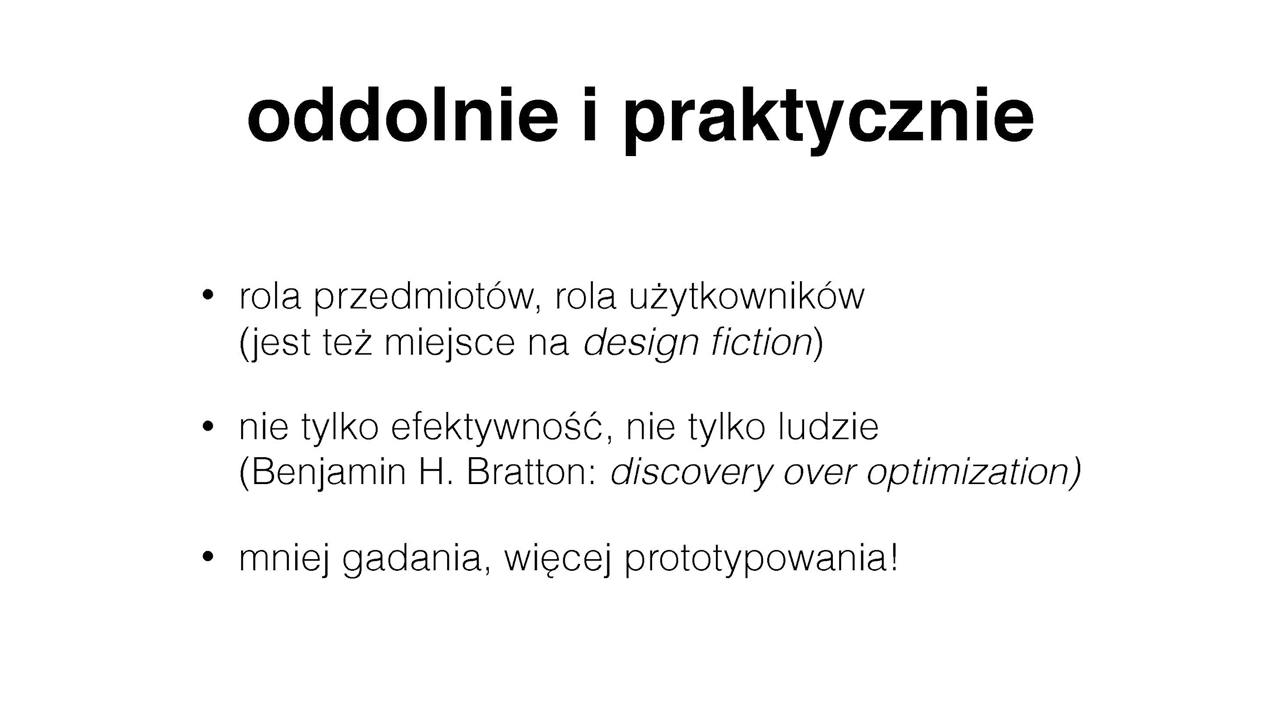 oddolnie i praktycznie
• rola przedmiotów, rola użytkowników
(jest też miejsce na design fiction)
• nie tylko efektywność, nie tylko ludzie
(Benjamin H. Bratton: discovery over optimization)
• mniej gadania, więcej prototypowania!